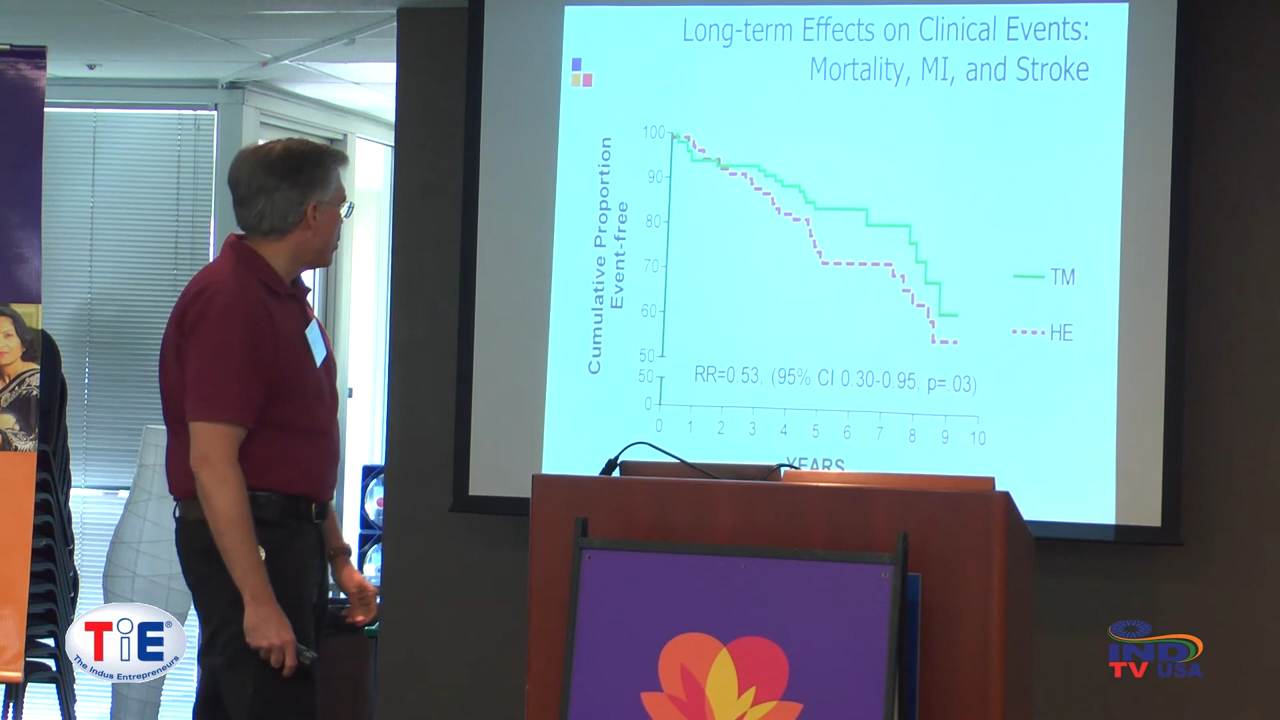 Long-term Effects on Clinical Events:
Mortality, MI, and Stroke
Cumulative Proportion
Event-free
100
90
80
70
60
50
50
0
TM
HE
RR=0.53, (95% CI 0.30-0.95, p=.03)
0 1 2 3 4 5 6 7 8 9 10
YEARS
TiE®
The Indus Entrepreneurs
IND
TV USA